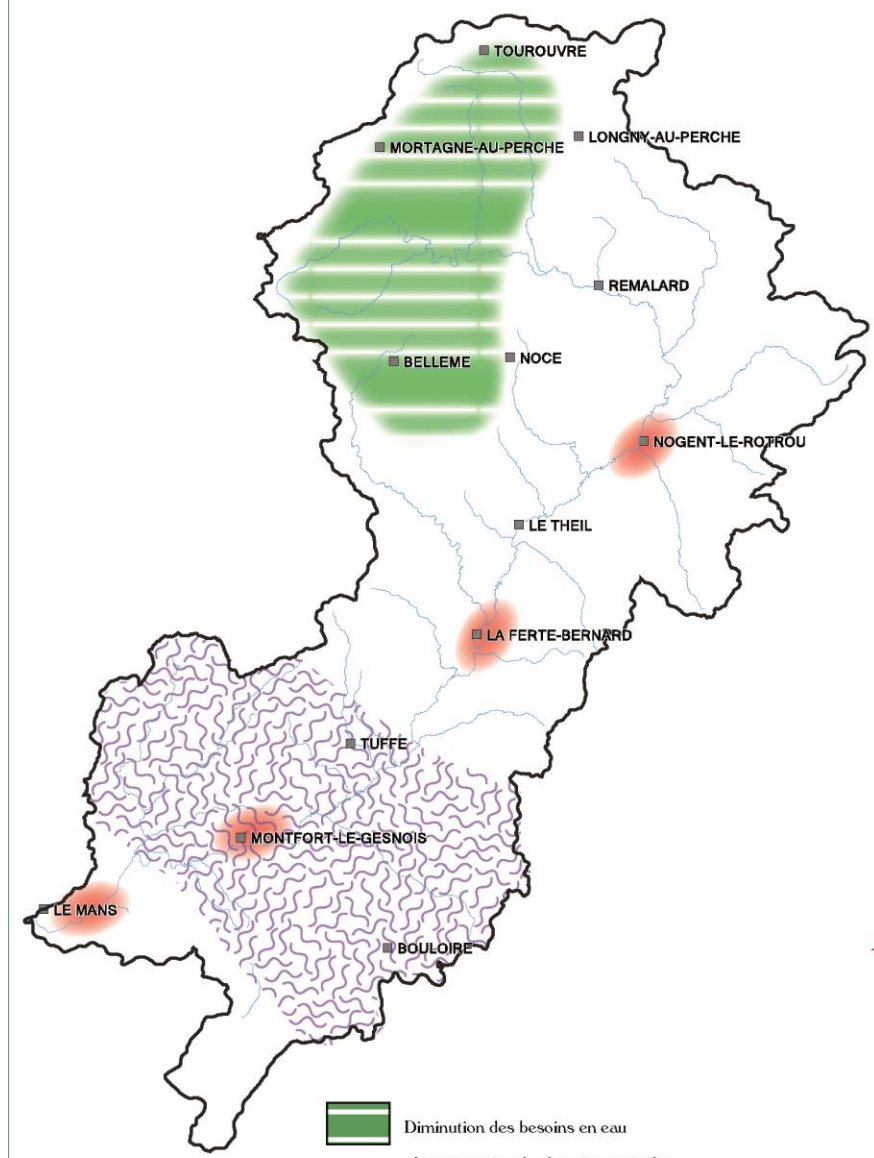 TOUROUVRE
LONGNY-AU-PERCHE
MORTAGNE-AU-PERCHE
REMALARD
BELLEME
NOCE
NOGENT-LE-ROTROU
LE THEIL
LA FERTE-BERNARD
TUFFE
MONTFORT-LE-GESNOIS
LE MANS
BOULOIRE
Diminution des besoins en eau